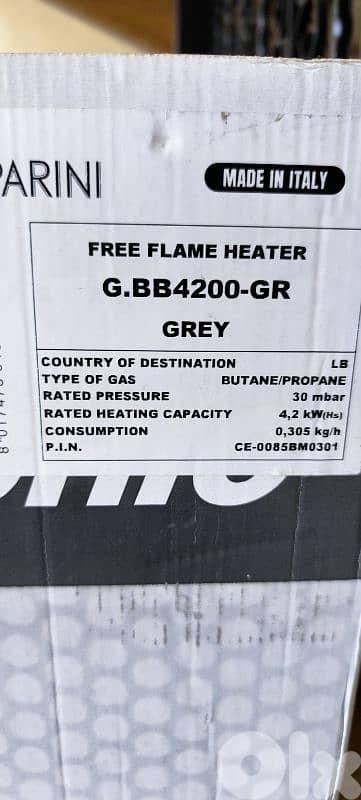 PARINI
MADE IN ITALY
FREE FLAME HEATER
G.BB4200-GR
GREY
COUNTRY OF DESTINATION LB
TYPE OF GAS BUTANE/PROPANE
RATED PRESSURE 30 mbar
RATED HEATING CAPACITY 4,2 kW(Hs)
CONSUMPTION 0,305 kg/h
P.I.N. CE-0085BM0301
olx